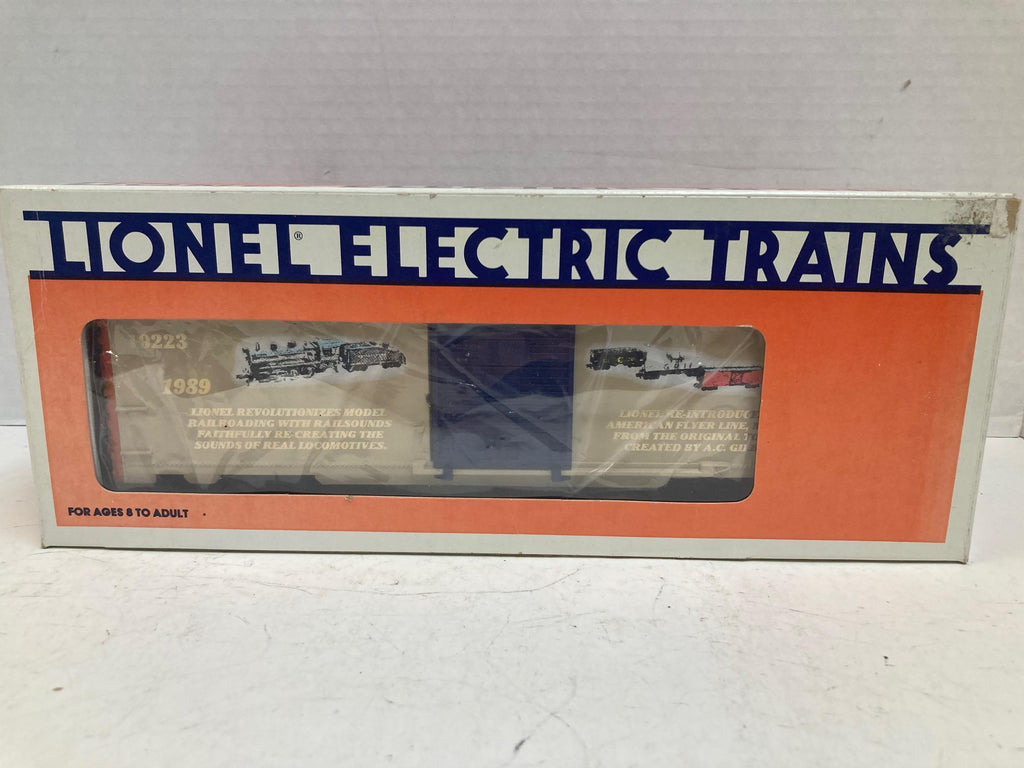 LIONEL® ELECTRIC TRAINS
9223
1989
LIONEL REVOLUTIONIZES MODEL
RAILROADING WITH RAILSOUNDS
FAITHFULLY RE-CREATING THE
SOUNDS OF REAL LOCOMOTIVES.
LIONEL RE-INTRODUC
AMERICAN FLYER LINE,
FROM THE ORIGINAL
CREATED BY A.C. GIL
FOR AGES 8 TO ADULT